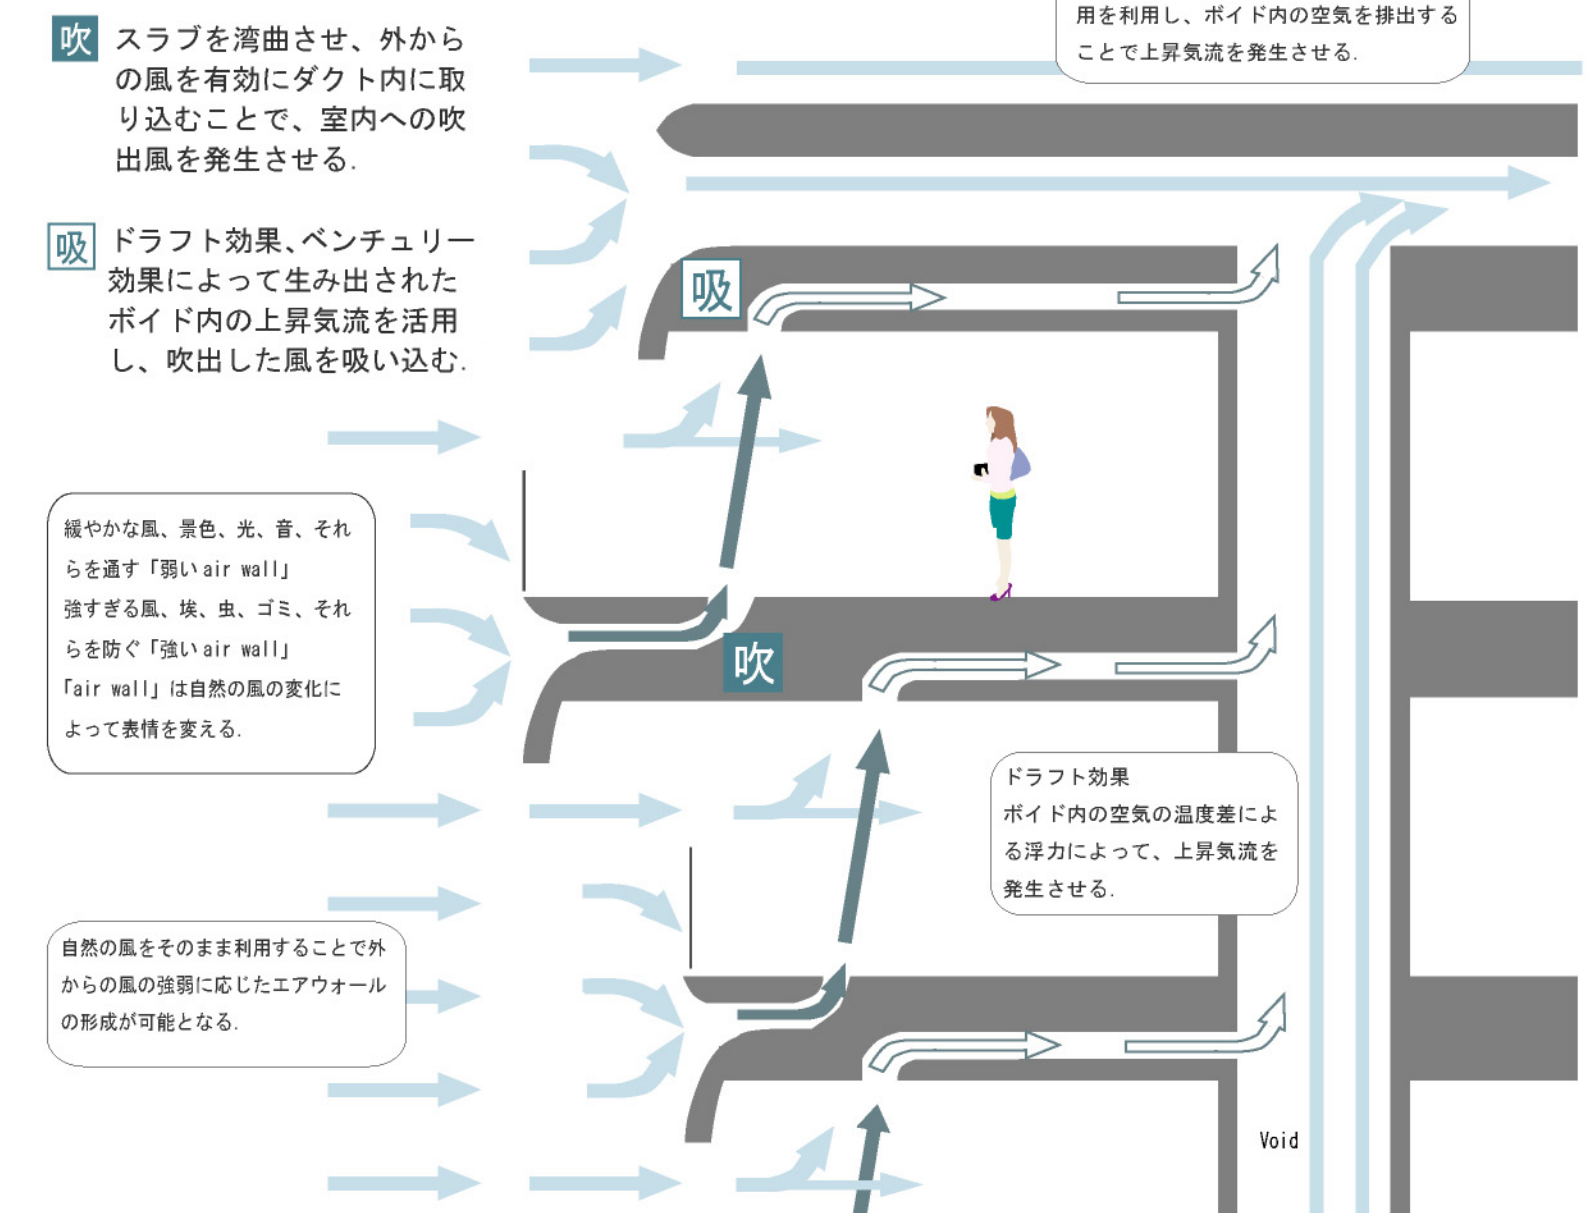 用を利用し、ボイド内の空気を排出する
ことで上昇気流を発生させる.
吹
スラブを湾曲させ、外から
の風を有効にダクト内に取
り込むことで、室内への吹
出風を発生させる.
吸
ドラフト効果、ベンチュリー
効果によって生み出された
ボイド内の上昇気流を活用
し、吹出した風を吸い込む.
吸
緩やかな風、景色、光、音、それ
らを通す「弱い air wall」
強すぎる風、埃、虫、ゴミ、それ
らを防ぐ「強い air wall」
「air wall」は自然の風の変化に
よって表情を変える.
吹
ドラフト効果
ボイド内の空気の温度差によ
る浮力によって、上昇気流を
発生させる.
自然の風をそのまま利用することで外
からの風の強弱に応じたエアウォール
の形成が可能となる.
Void